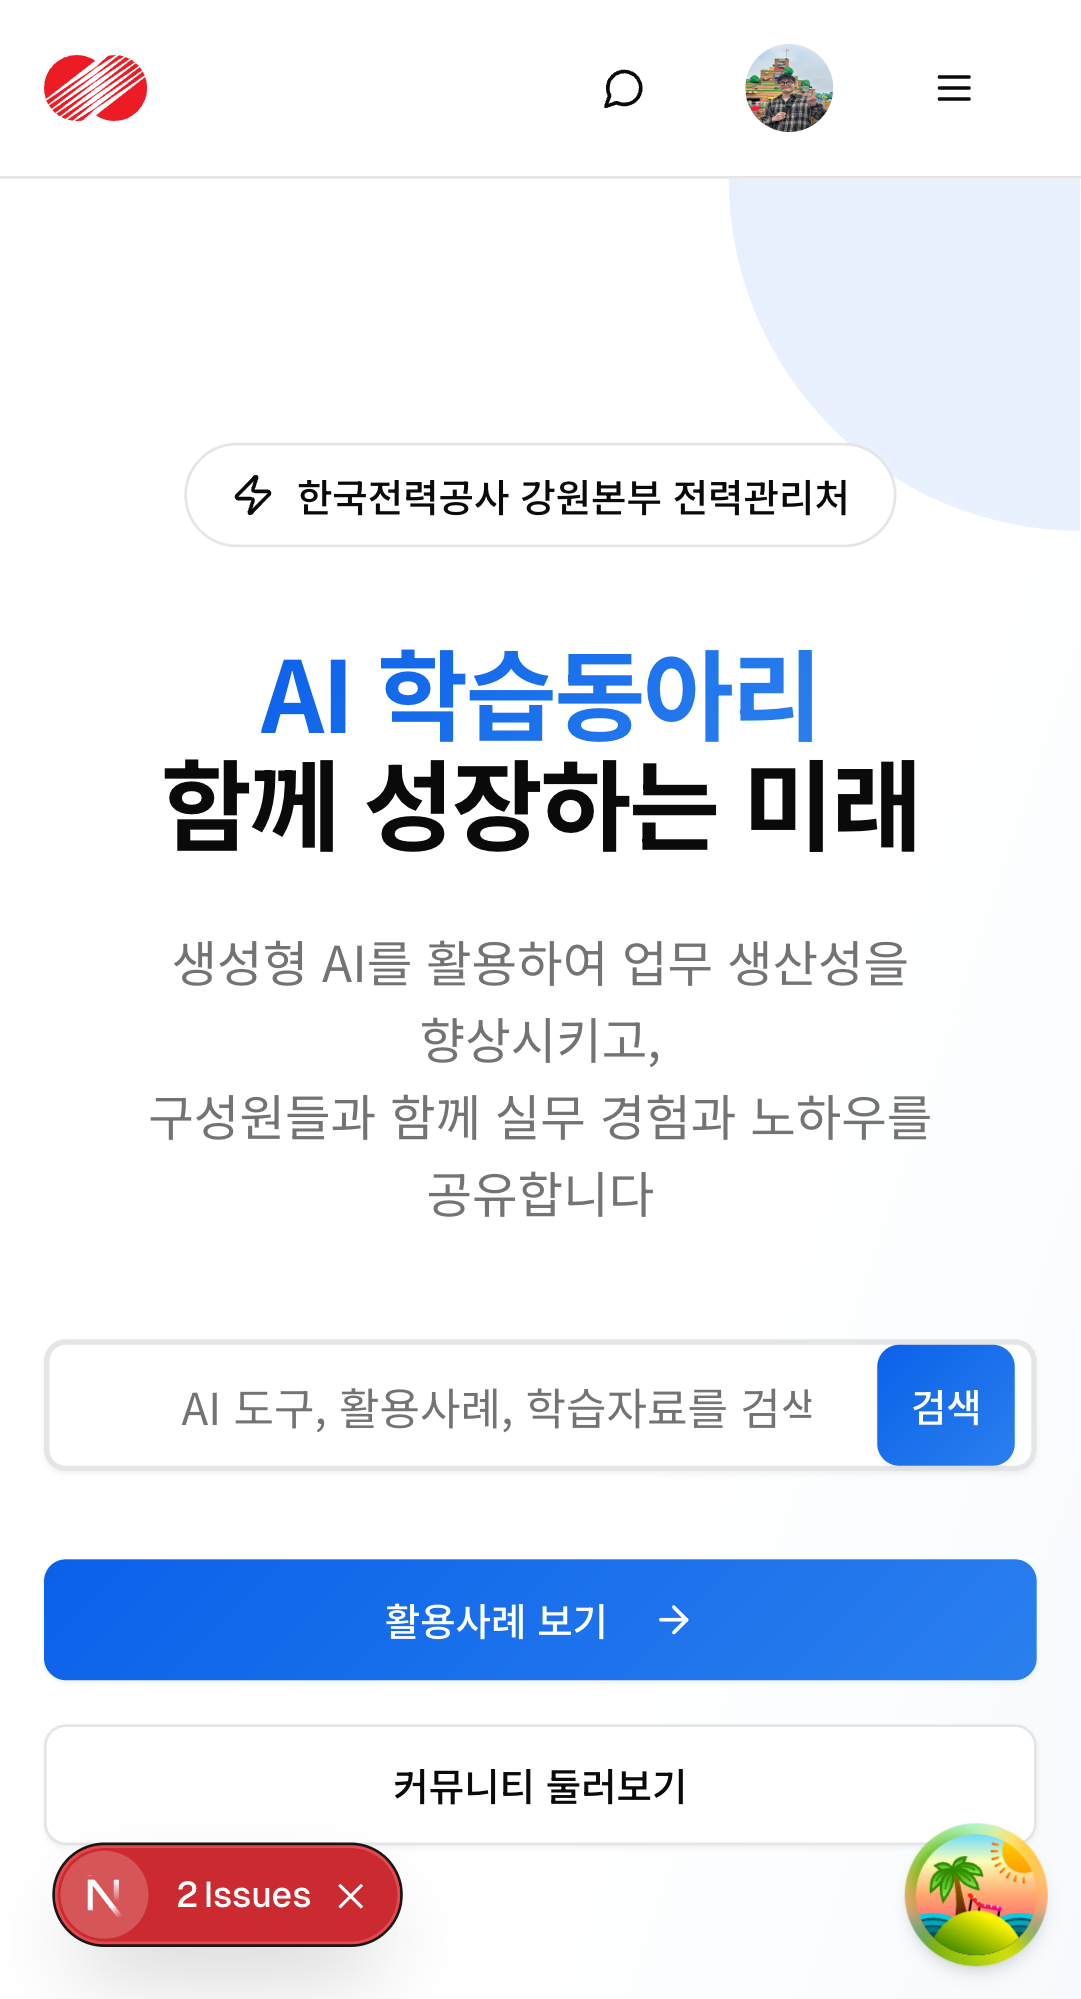 한국전력공사 강원본부 전력관리처
AI 학습동아리
함께 성장하는 미래
생성형 AI를 활용하여 업무 생산성을
향상시키고,
구성원들과 함께 실무 경험과 노하우를
공유합니다
AI 도구, 활용사례, 학습자료를 검색
검색
활용사례 보기
커뮤니티 둘러보기
N
2 Issues